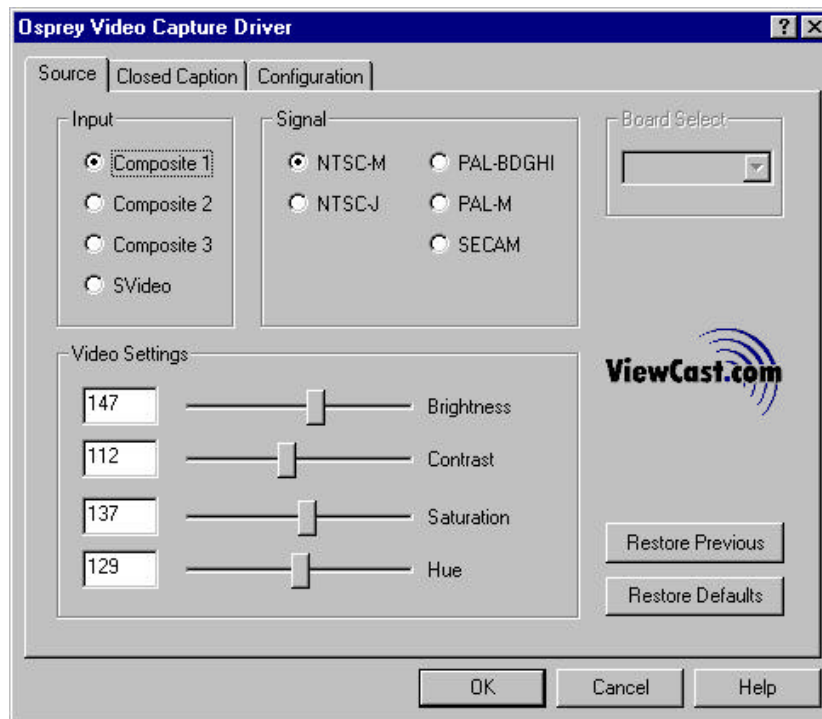 Osprey Video Capture Driver
Source
Closed Caption
Configuration
Input
Composite 1
Composite 2
Composite 3
SVideo
Signal
NTSC-M
NTSC-J
PAL-BDGHI
PAL-M
SECAM
Board Select
ViewCast.com
Video Settings
147 Brightness
112 Contrast
137 Saturation
129 Hue
Restore Previous
Restore Defaults
OK
Cancel
Help